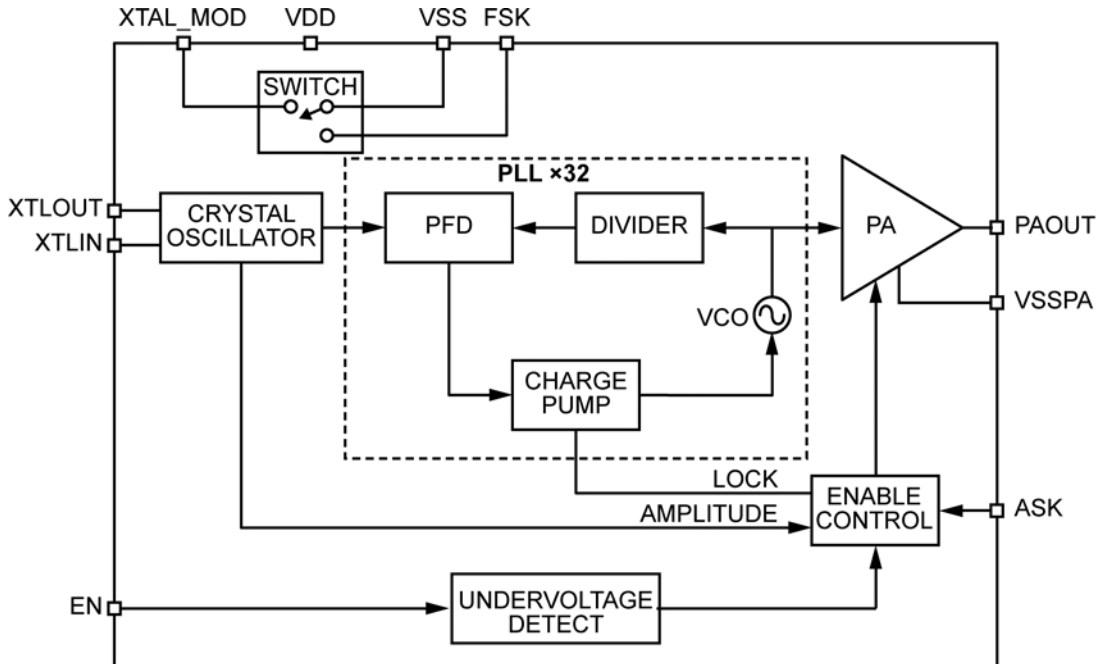 XTAL_MOD
VDD
VSS
FSK
SWITCH
PLL ×32
XTLOUT
XTLIN
CRYSTAL
OSCILLATOR
PFD
DIVIDER
PA
PAOUT
VSSPA
VCO
CHARGE
PUMP
LOCK
AMPLITUDE
ENABLE
CONTROL
ASK
EN
UNDERVOLTAGE
DETECT